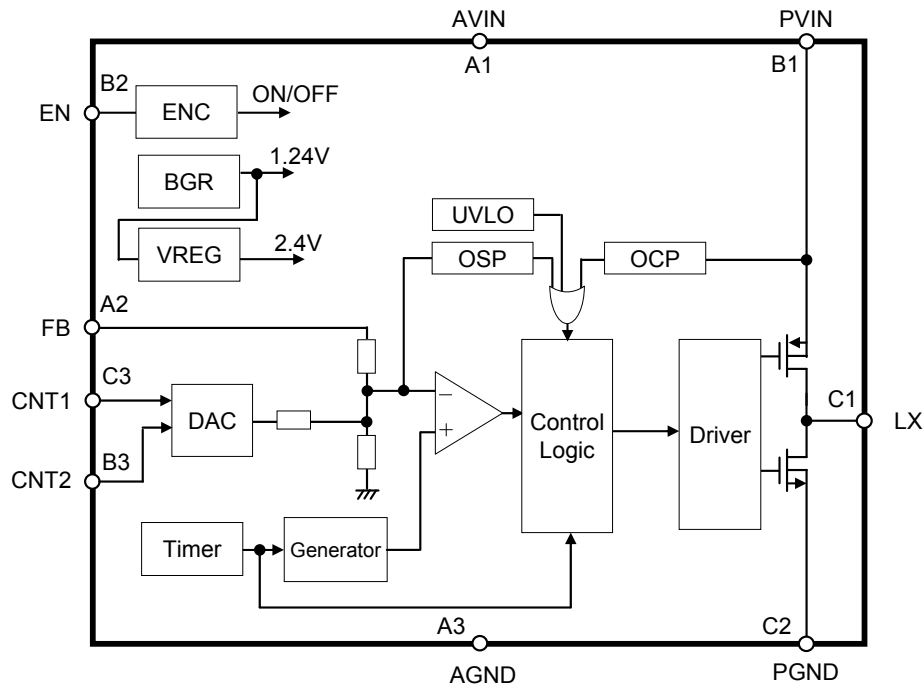 AVIN
PVIN
A1
B1
B2
EN
ENC
ON/OFF
BGR
1.24V
VREG
2.4V
UVLO
OSP
OCP
A2
FB
C3
CNT1
DAC
CNT2
B3
−
+
Control
Logic
Driver
C1
LX
Timer
Generator
A3
C2
AGND
PGND